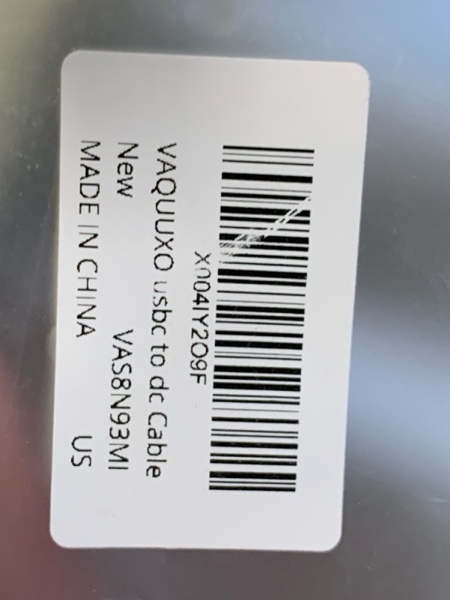 X004IY2O9F
VAQUUXO usbc to dc Cable
New VAS8N93MI
MADE IN CHINA US